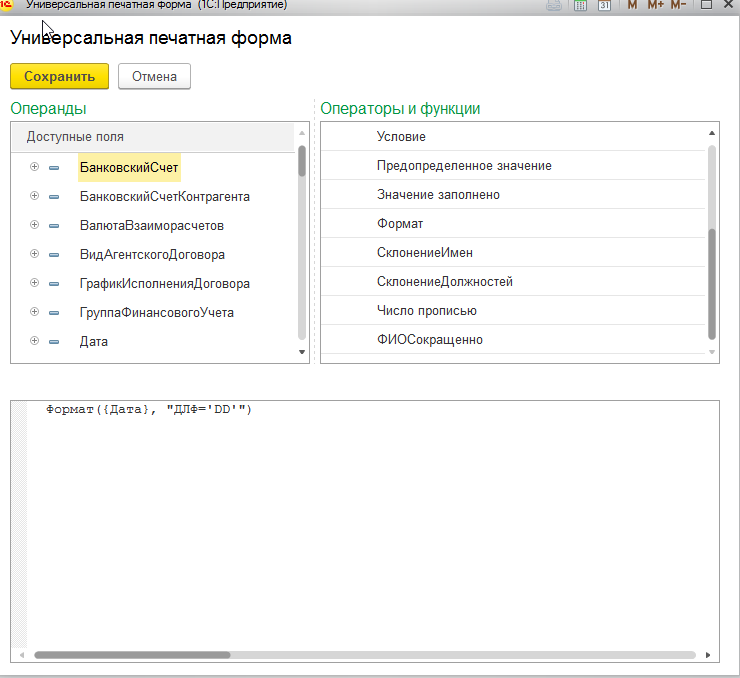 Универсальная печатная форма (1С:Предприятие)
31 M M+ M-
Универсальная печатная форма
Сохранить Отмена
Операнды
Доступные поля
БанковскийСчет
БанковскийСчетКонтрагента
ВалютаВзаиморасчетов
ВидАгентскогоДоговора
ГрафикИсполненияДоговора
ГруппаФинансовогоУчета
Дата
Операторы и функции
Условие
Предопределенное значение
Значение заполнено
Формат
СклонениеИмен
СклонениеДолжностей
Число прописью
ФИОСокращенно
Формат({Дата}, "ДЛФ='DD'")